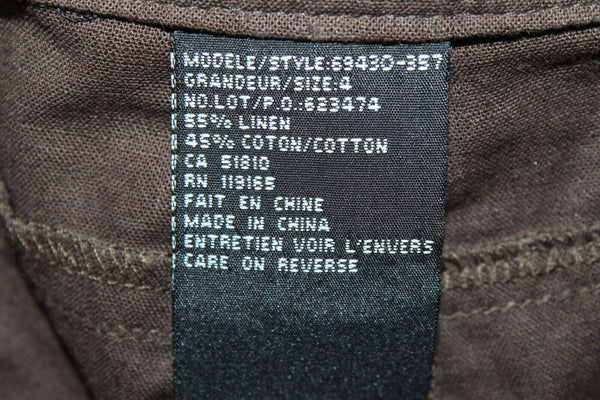 MODELE/STYLE:69430-357
GRANDEUR/SIZE:4
NO.LOT/P.O.:623474
55% LINEN
45% COTON/COTTON
CA 51810
RN 113165
FAIT EN CHINE
MADE IN CHINA
ENTRETIEN VOIR L'ENVERS
CARE ON REVERSE